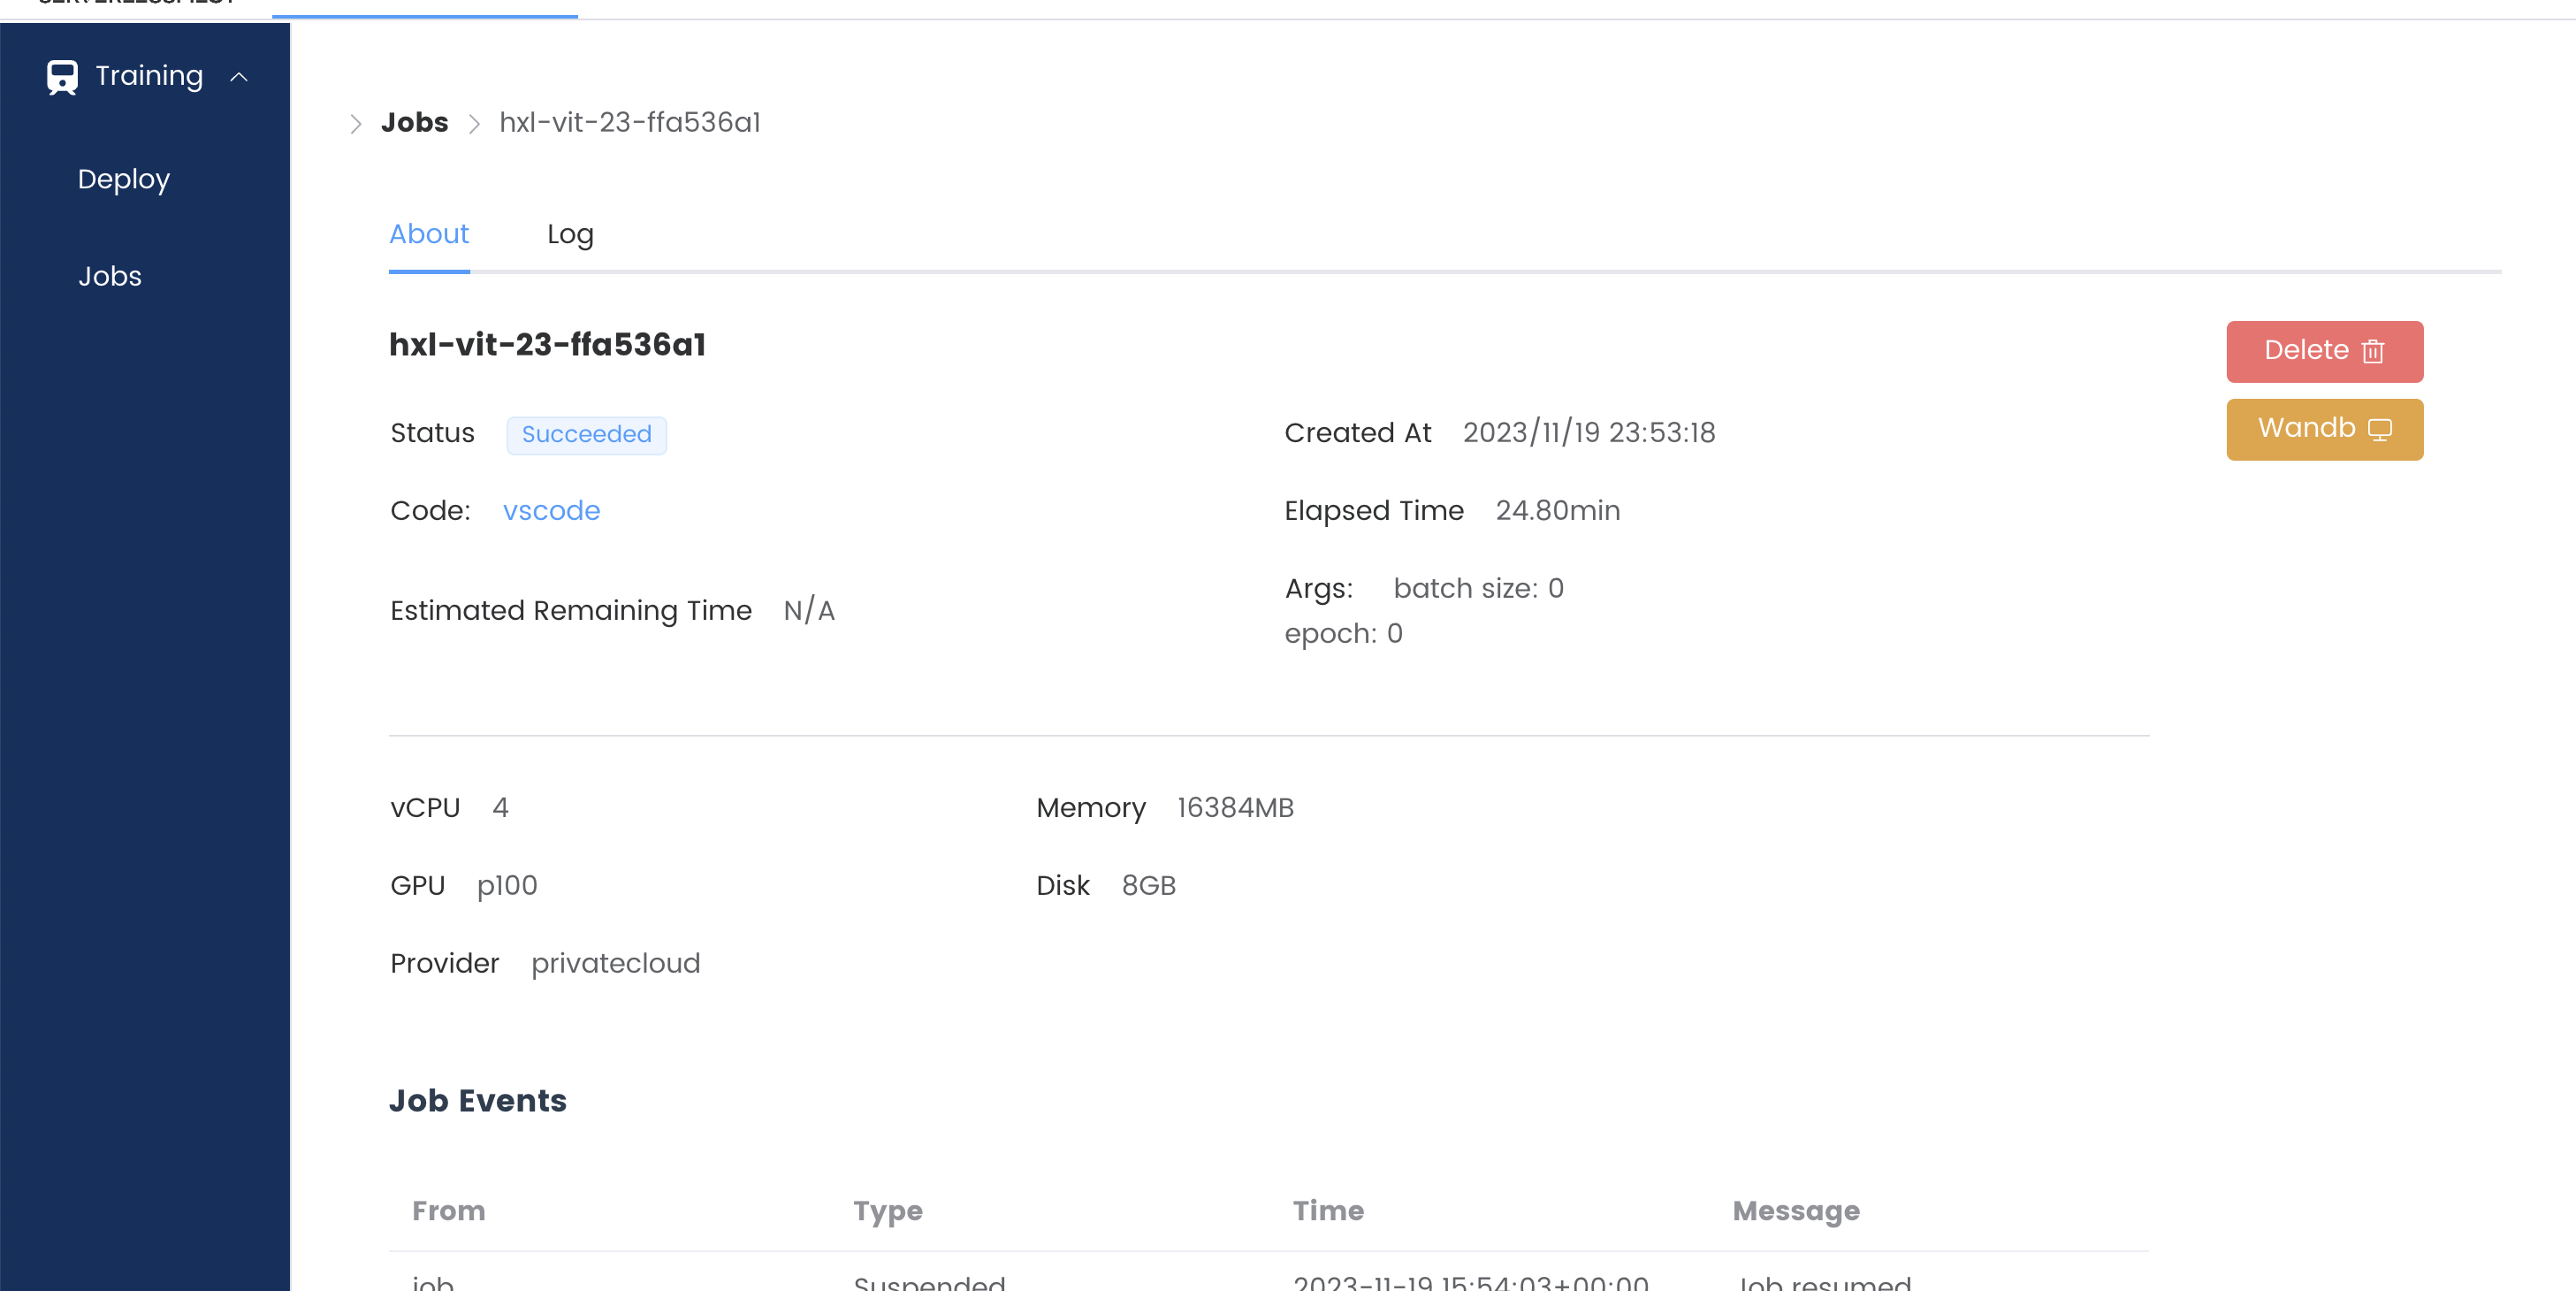 Training
Deploy
Jobs
Jobs
hxl-vit-23-ffa536a1
About
Log
hxl-vit-23-ffa536a1
Delete
Wandb
Status Succeeded
Created At 2023/11/19 23:53:18
Code: vscode
Elapsed Time 24.80min
Estimated Remaining Time N/A
Args: batch size: 0
epoch: 0
vCPU 4
Memory 16384MB
GPU p100
Disk 8GB
Provider privatecloud
Job Events
From Type Time Message
job Suspended 2023-11-19 15:54:03+00:00 Job resumed